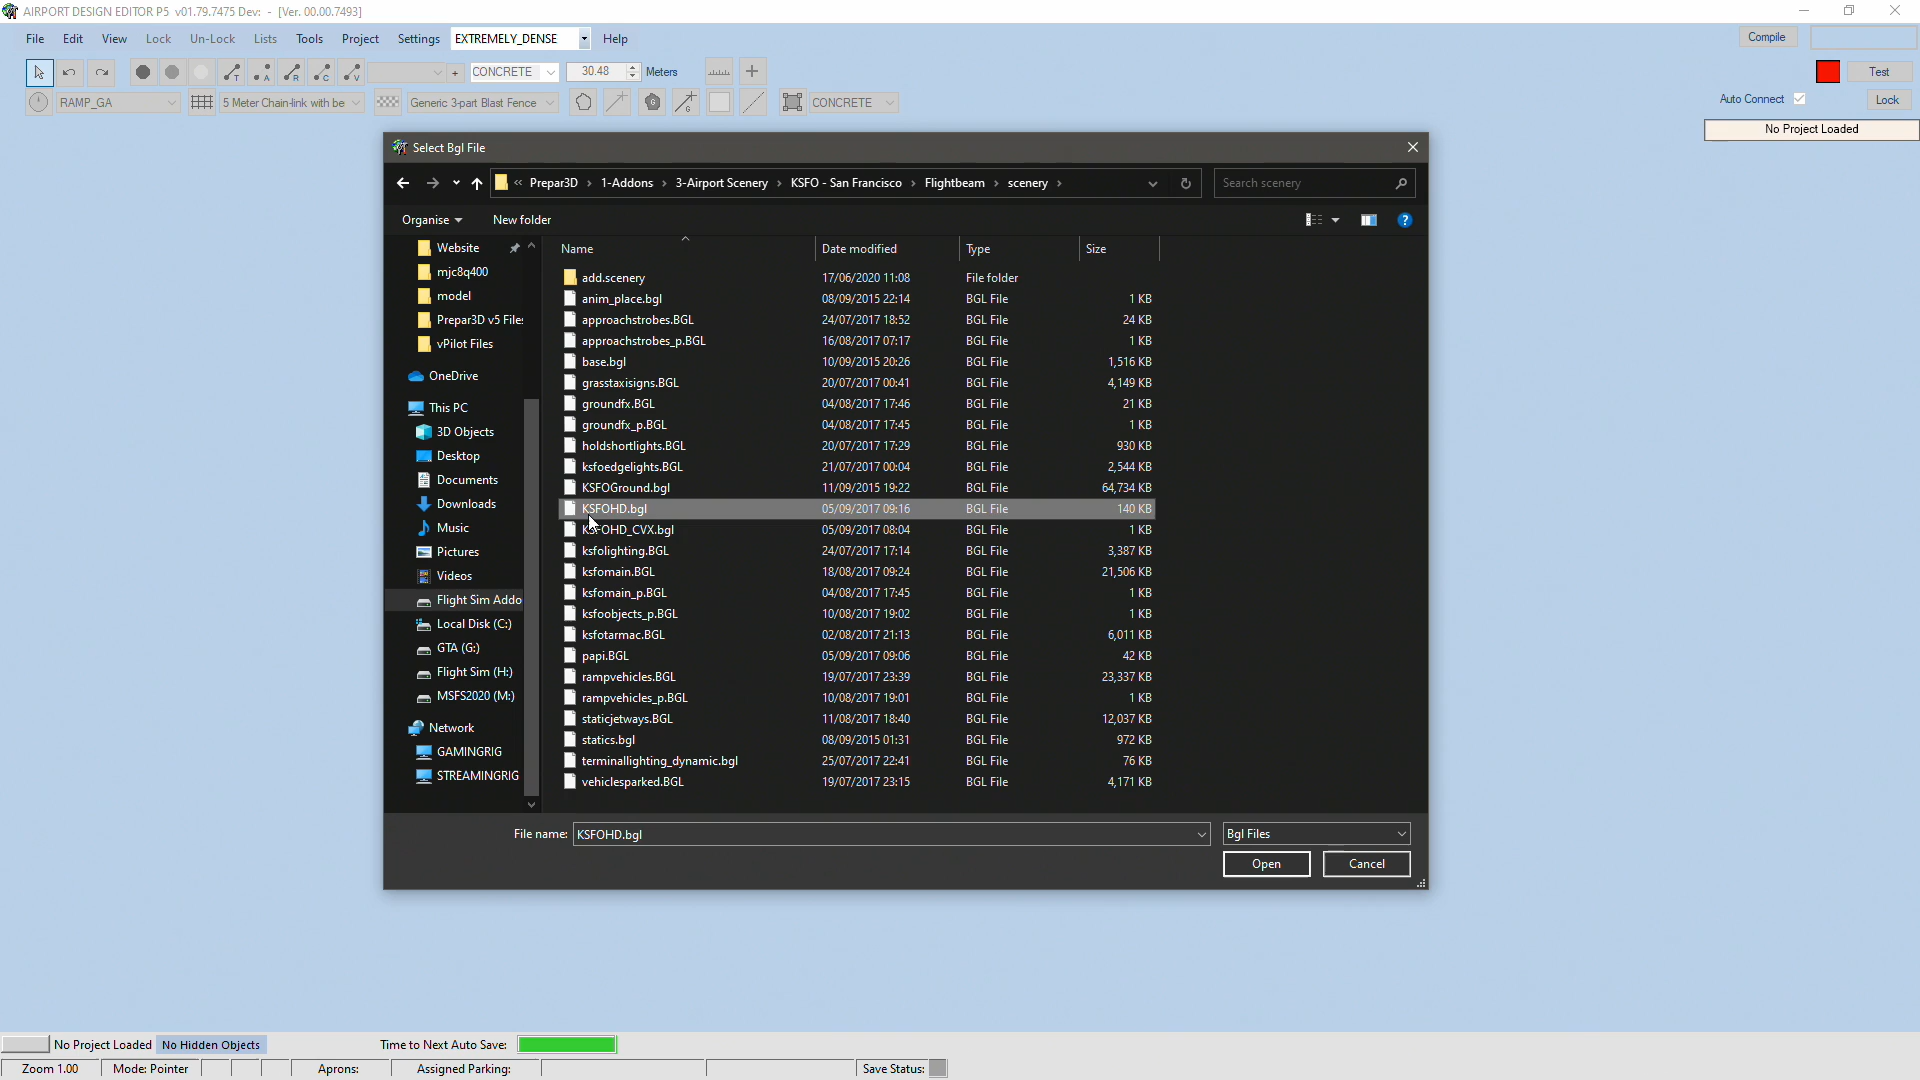 AIRPORT DESIGN EDITOR P5 v01.79.7475 Dev: - [Ver. 00.00.7493]
File Edit View Lock Un-Lock Lists Tools Project Settings EXTREMELY_DENSE Help
Compile
T A R C V + CONCRETE 30.48 Meters
Test
RAMP_GA 5 Meter Chain-link with be Generic 3-part Blast Fence G G CONCRETE
Auto Connect Lock
No Project Loaded
Select Bgl File
« Prepar3D › 1-Addons › 3-Airport Scenery › KSFO - San Francisco › Flightbeam › scenery ›
Search scenery
Organise New folder
Website
mjc8q400
model
Prepar3D v5 Files
vPilot Files
OneDrive
This PC
3D Objects
Desktop
Documents
Downloads
Music
Pictures
Videos
Flight Sim Addo
Local Disk (C:)
GTA (G:)
Flight Sim (H:)
MSFS2020 (M:)
Network
GAMINGRIG
STREAMINGRIG
Name Date modified Type Size
add.scenery 17/06/2020 11:08 File folder
anim_place.bgl 08/09/2015 22:14 BGL File 1 KB
approachstrobes.BGL 24/07/2017 18:52 BGL File 24 KB
approachstrobes_p.BGL 16/08/2017 07:17 BGL File 1 KB
base.bgl 10/09/2015 20:26 BGL File 1,516 KB
grasstaxisigns.BGL 20/07/2017 00:41 BGL File 4,149 KB
groundfx.BGL 04/08/2017 17:46 BGL File 21 KB
groundfx_p.BGL 04/08/2017 17:45 BGL File 1 KB
holdshortlights.BGL 20/07/2017 17:29 BGL File 930 KB
ksfoedgelights.BGL 21/07/2017 00:04 BGL File 2,544 KB
KSFOGround.bgl 11/09/2015 19:22 BGL File 64,734 KB
KSFOHD.bgl 05/09/2017 09:16 BGL File 140 KB
KSFOHD_CVX.bgl 05/09/2017 08:04 BGL File 1 KB
ksfolighting.BGL 24/07/2017 17:14 BGL File 3,387 KB
ksfomain.BGL 18/08/2017 09:24 BGL File 21,506 KB
ksfomain_p.BGL 04/08/2017 17:45 BGL File 1 KB
ksfoobjects_p.BGL 10/08/2017 19:02 BGL File 1 KB
ksfotarmac.BGL 02/08/2017 21:13 BGL File 6,011 KB
papi.BGL 05/09/2017 09:06 BGL File 42 KB
rampvehicles.BGL 19/07/2017 23:39 BGL File 23,337 KB
rampvehicles_p.BGL 10/08/2017 19:01 BGL File 1 KB
staticjetways.BGL 11/08/2017 18:40 BGL File 12,037 KB
statics.bgl 08/09/2015 01:31 BGL File 972 KB
terminallighting_dynamic.bgl 25/07/2017 22:41 BGL File 76 KB
vehiclesparked.BGL 19/07/2017 23:15 BGL File 4,171 KB
File name: KSFOHD.bgl Bgl Files
Open Cancel
No Project Loaded No Hidden Objects Time to Next Auto Save:
Zoom 1.00 Mode: Pointer Aprons: Assigned Parking: Save Status: